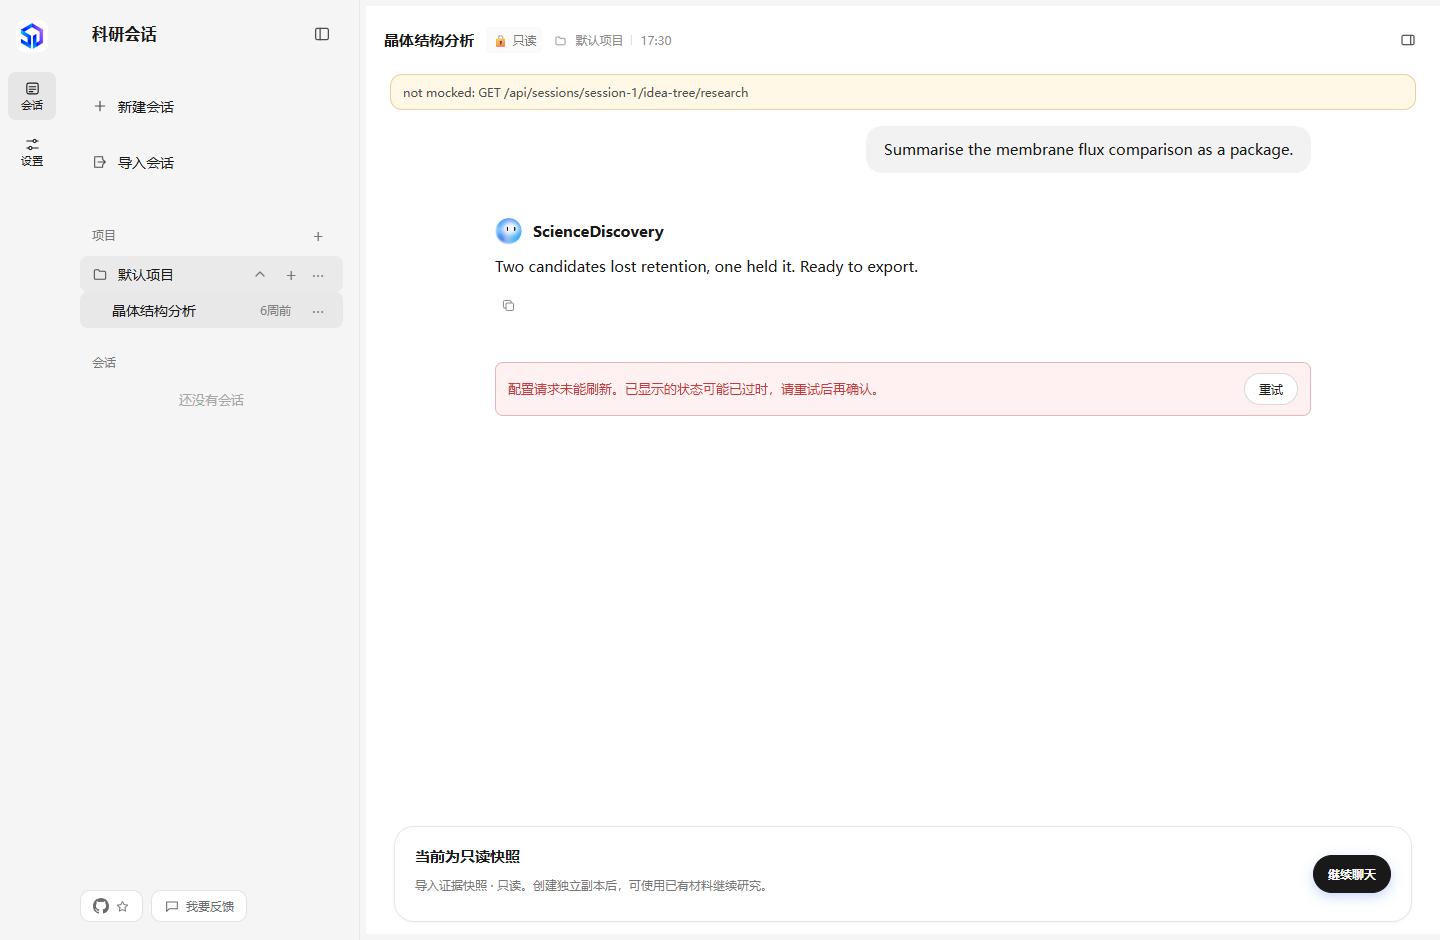 科研会话
会话
设置
新建会话
导入会话
项目
默认项目
晶体结构分析 6周前
会话
还没有会话
我要反馈
晶体结构分析 只读 默认项目 17:30
not mocked: GET /api/sessions/session-1/idea-tree/research
Summarise the membrane flux comparison as a package.
ScienceDiscovery
Two candidates lost retention, one held it. Ready to export.
配置请求未能刷新。已显示的状态可能已过时，请重试后再确认。 重试
当前为只读快照
导入证据快照 · 只读。创建独立副本后，可使用已有材料继续研究。
继续聊天